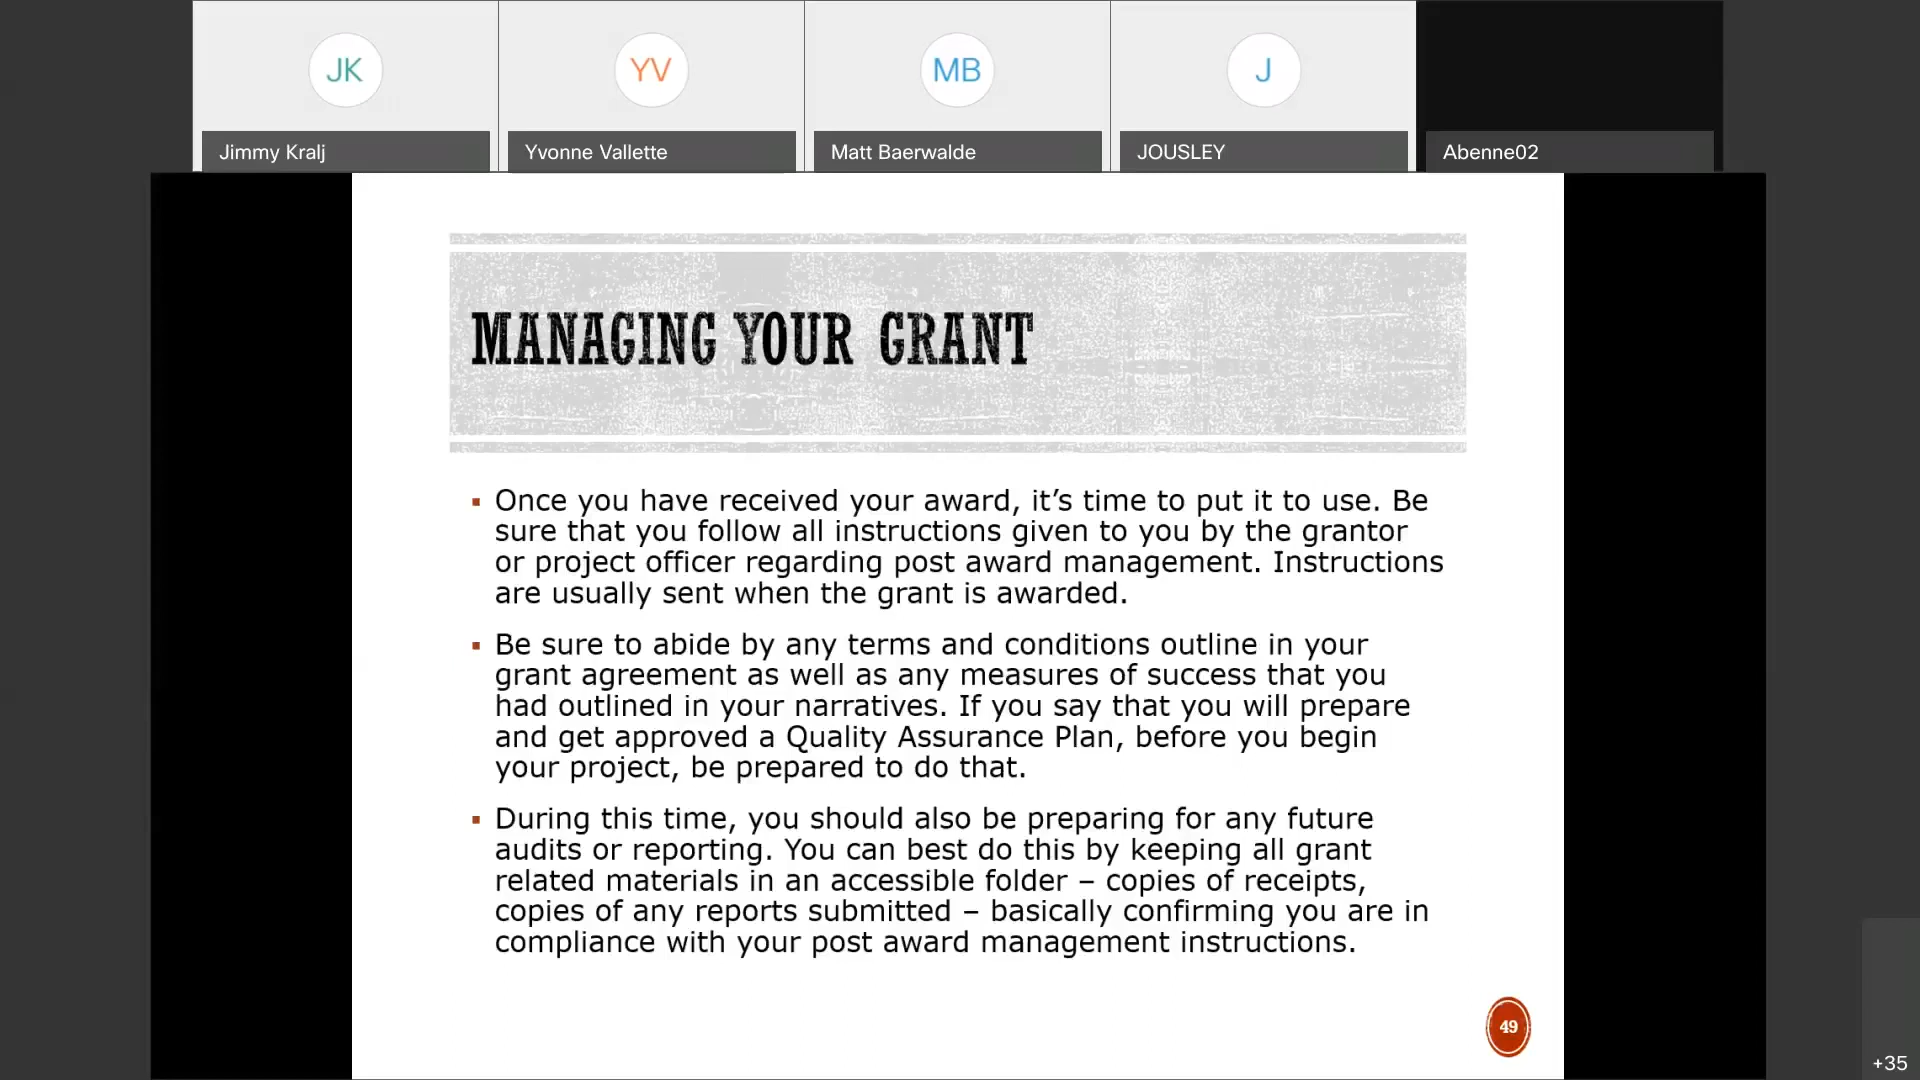 JK
YV
MB
J
Jimmy Kralj
Yvonne Vallette
Matt Baerwalde
JOUSLEY
Abenne02
MANAGING YOUR GRANT
▪ Once you have received your award, it’s time to put it to use. Be
sure that you follow all instructions given to you by the grantor
or project officer regarding post award management. Instructions
are usually sent when the grant is awarded.
▪ Be sure to abide by any terms and conditions outline in your
grant agreement as well as any measures of success that you
had outlined in your narratives. If you say that you will prepare
and get approved a Quality Assurance Plan, before you begin
your project, be prepared to do that.
▪ During this time, you should also be preparing for any future
audits or reporting. You can best do this by keeping all grant
related materials in an accessible folder – copies of receipts,
copies of any reports submitted – basically confirming you are in
compliance with your post award management instructions.
49
+35